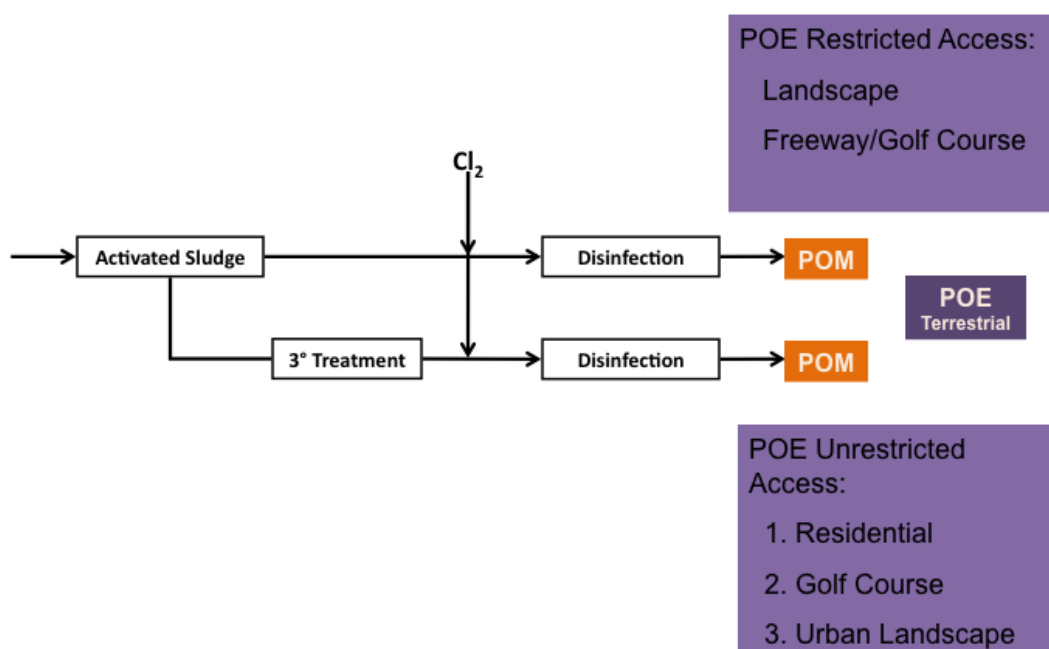 POE Restricted Access:
Landscape
Freeway/Golf Course
Cl₂
Activated Sludge
Disinfection
POM
POE
Terrestrial
3° Treatment
Disinfection
POM
POE Unrestricted
Access:
1. Residential
2. Golf Course
3. Urban Landscape